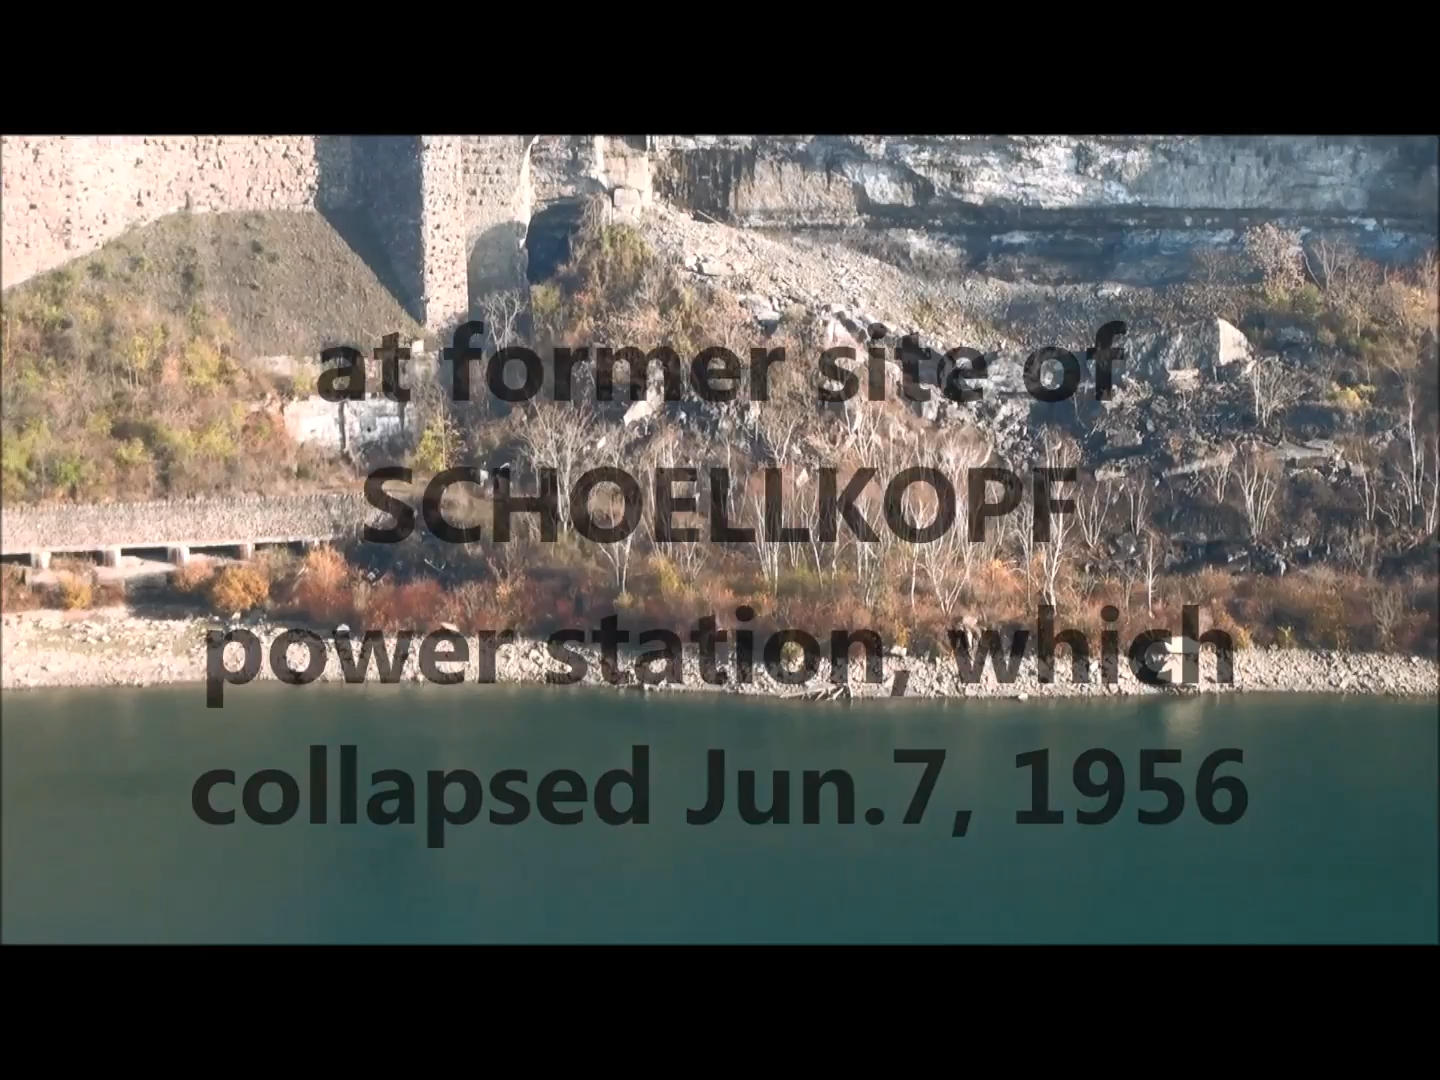 at former site of
SCHOELLKOPF
power station, which
collapsed Jun.7, 1956